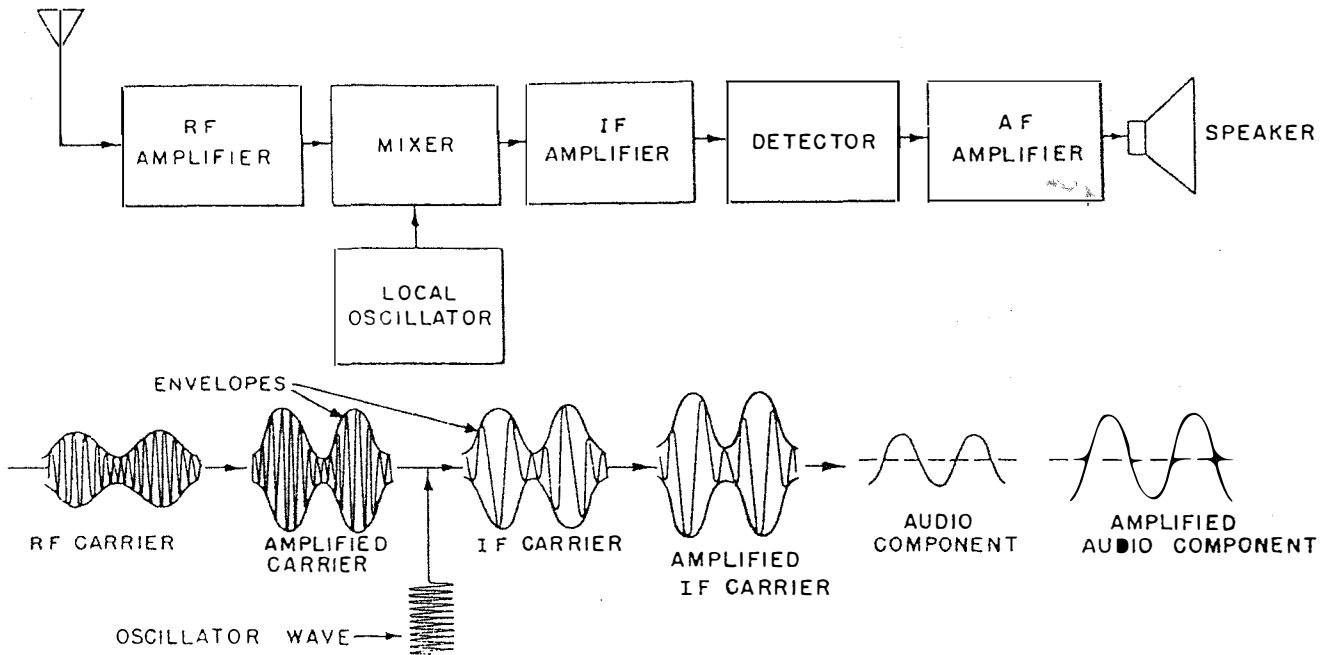 RF
AMPLIFIER
MIXER
IF
AMPLIFIER
DETECTOR
AF
AMPLIFIER
SPEAKER
LOCAL
OSCILLATOR
ENVELOPES
RF CARRIER
AMPLIFIED
CARRIER
IF CARRIER
AMPLIFIED
IF CARRIER
AUDIO
COMPONENT
AMPLIFIED
AUDIO COMPONENT
OSCILLATOR WAVE